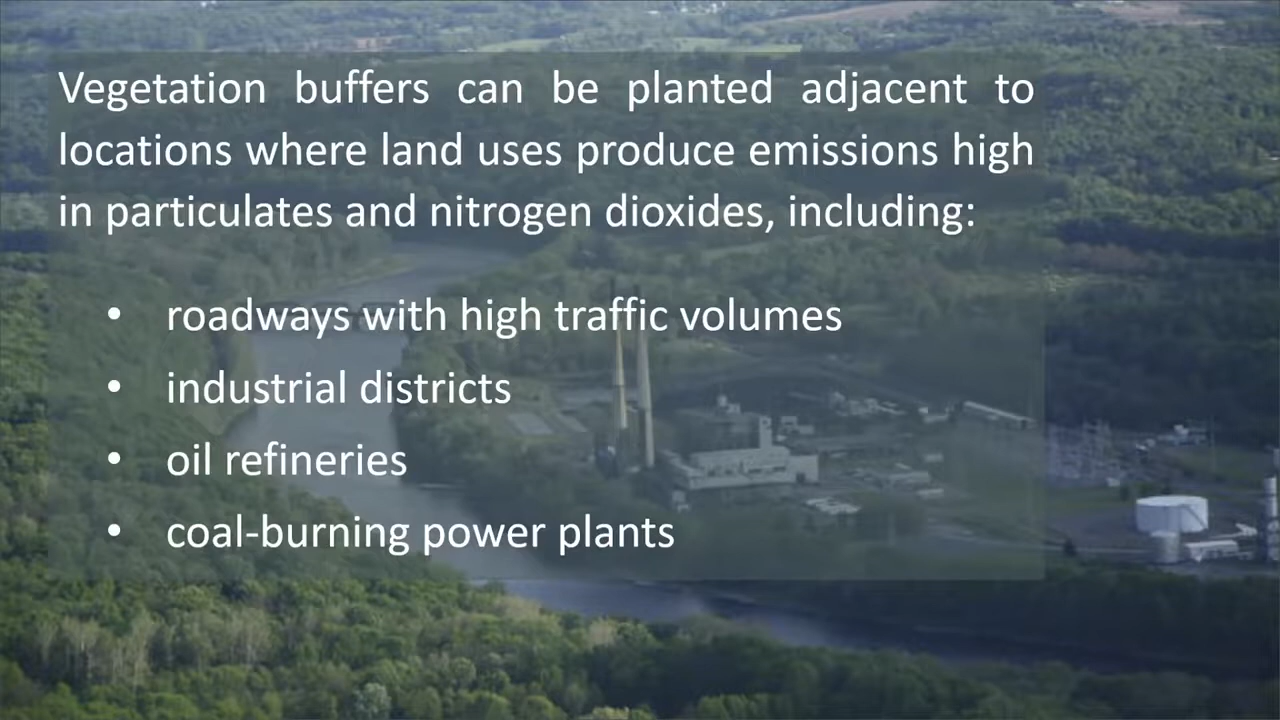 Vegetation buffers can be planted adjacent to
locations where land uses produce emissions high
in particulates and nitrogen dioxides, including:
• roadways with high traffic volumes
• industrial districts
• oil refineries
• coal-burning power plants